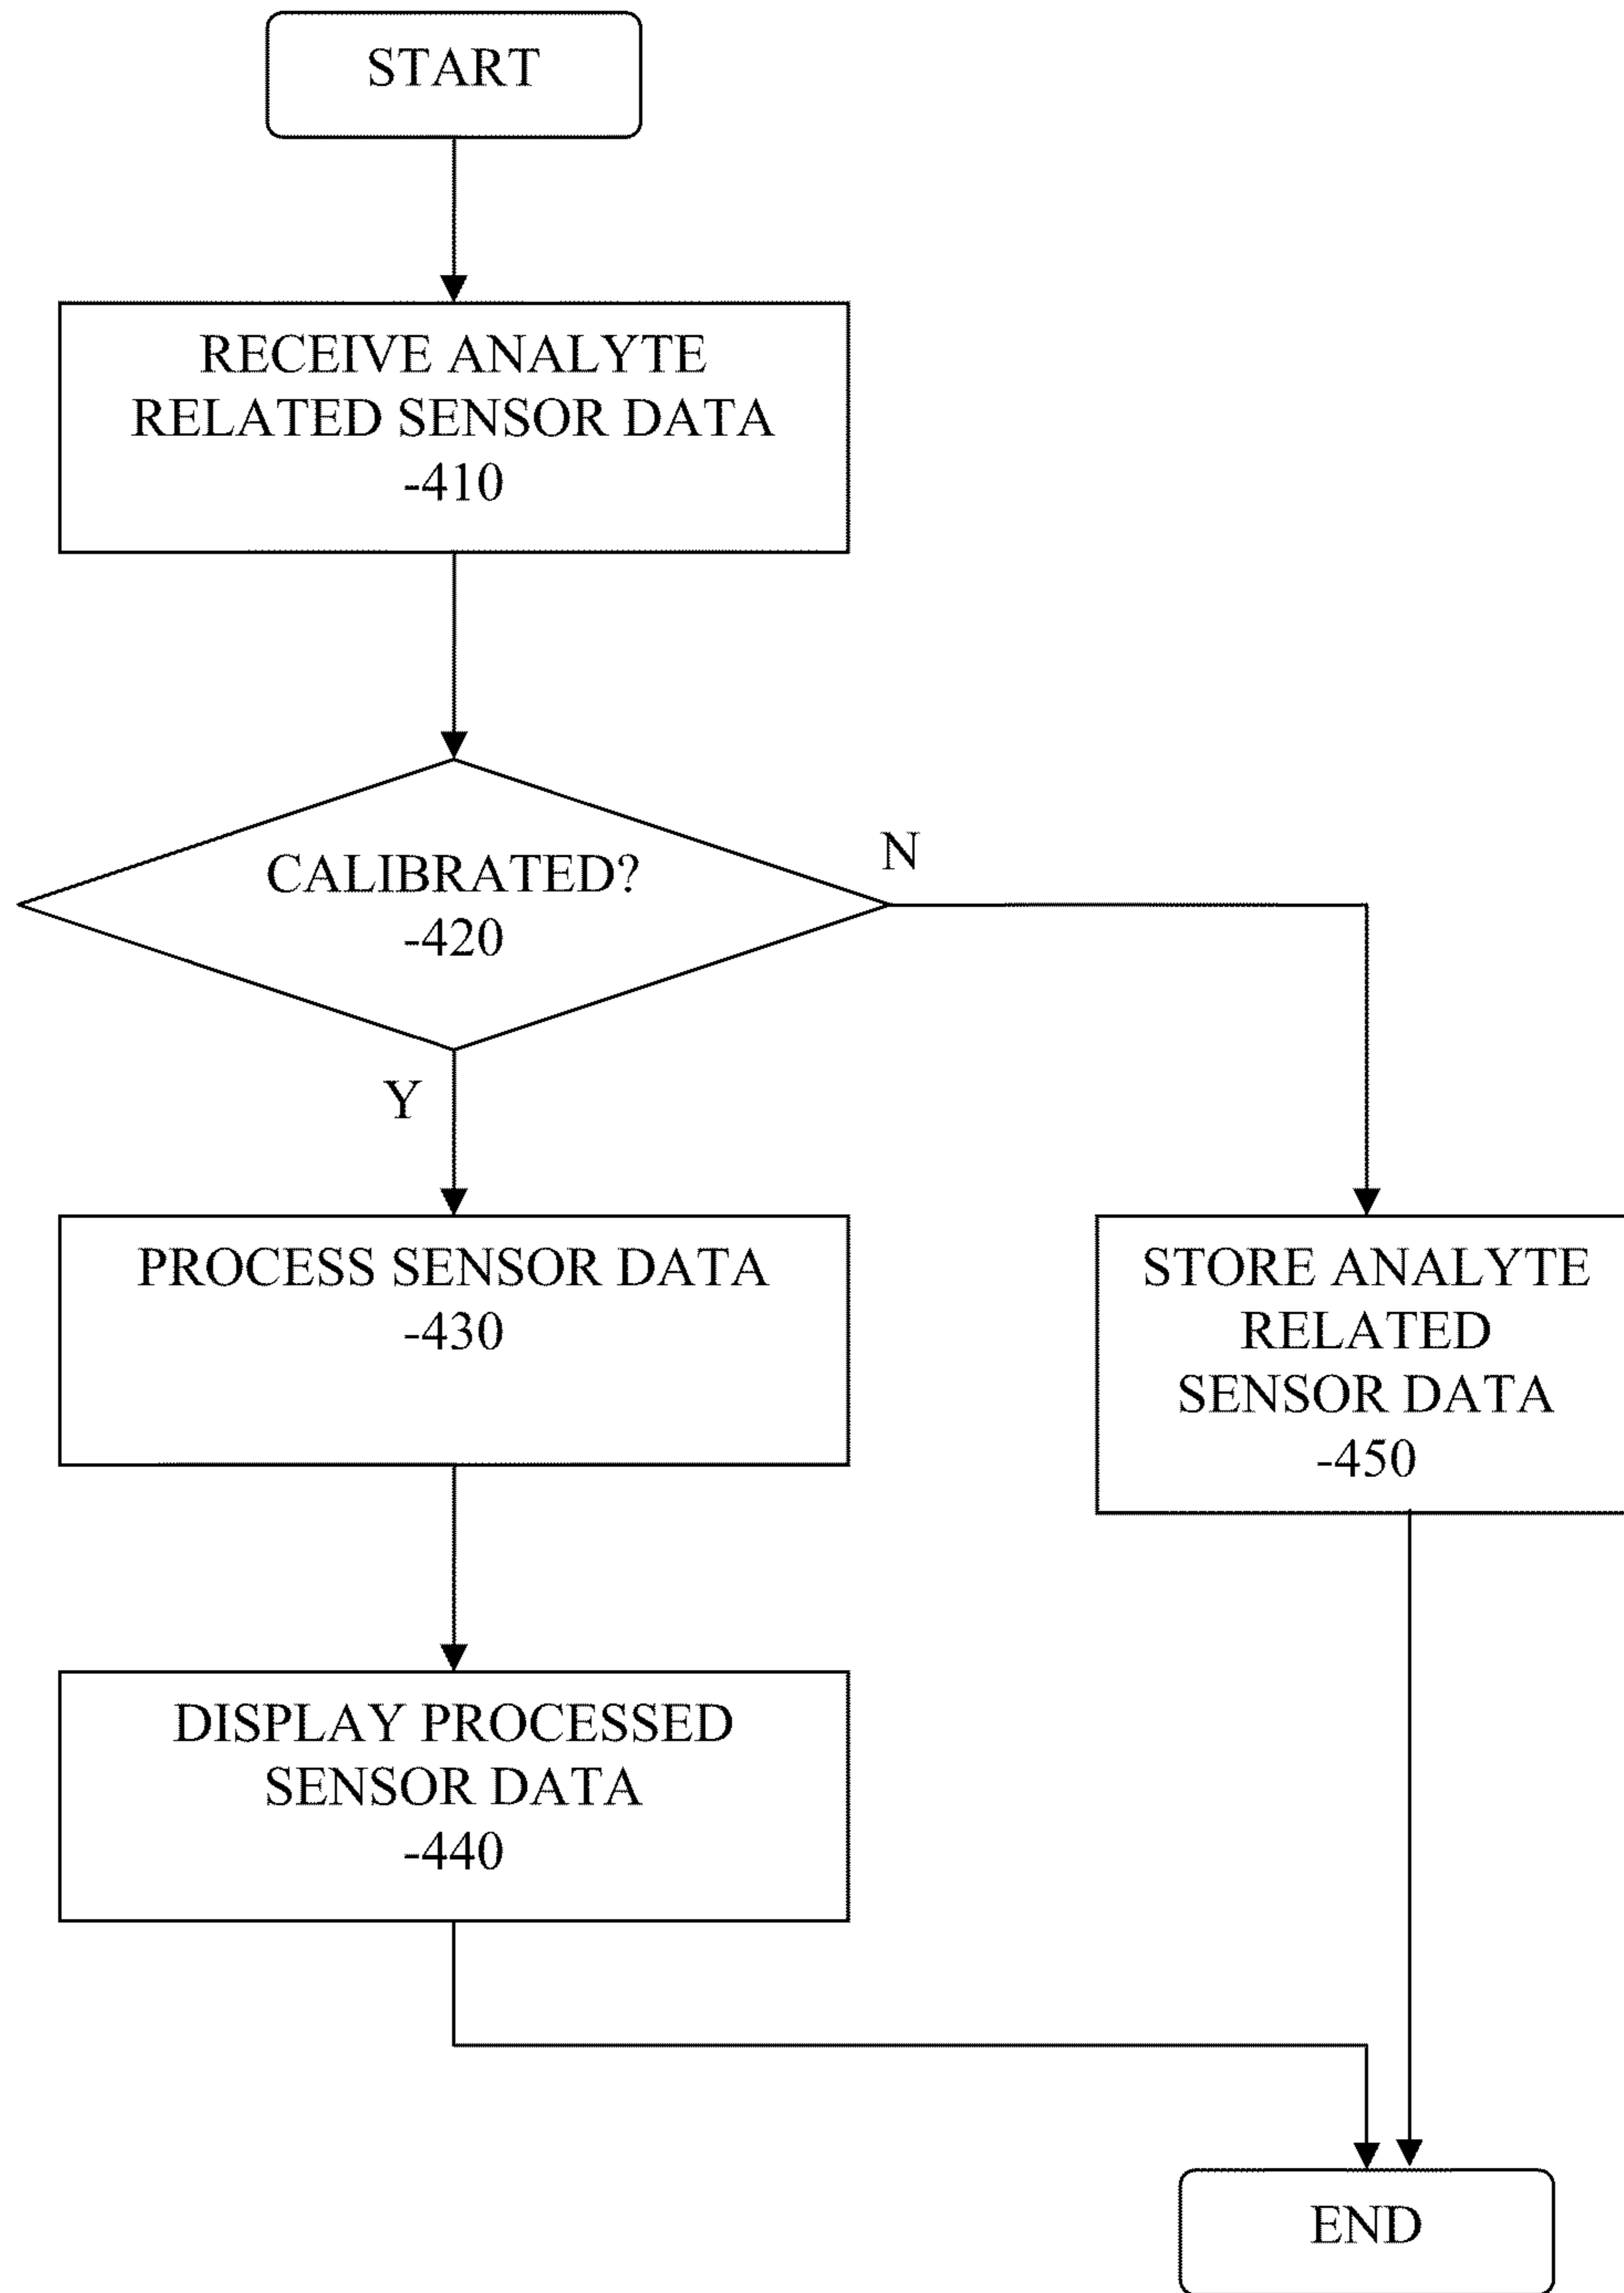 START
RECEIVE ANALYTE
RELATED SENSOR DATA
-410
CALIBRATED?
-420
N
Y
PROCESS SENSOR DATA
-430
STORE ANALYTE
RELATED
SENSOR DATA
-450
DISPLAY PROCESSED
SENSOR DATA
-440
END